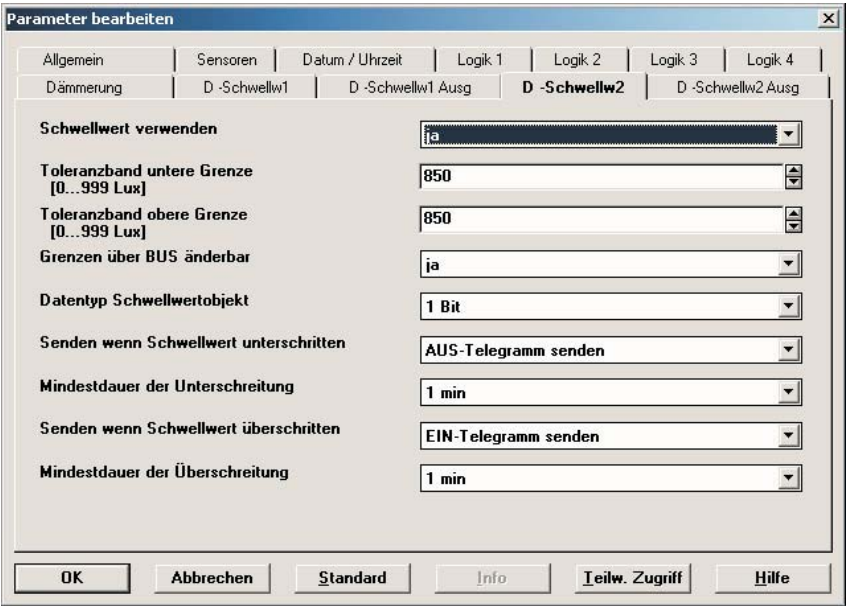 Parameter bearbeiten
Allgemein Sensoren Datum / Uhrzeit Logik 1 Logik 2 Logik 3 Logik 4
Dämmerung D -Schwellw1 D -Schwellw1 Ausg D -Schwellw2 D -Schwellw2 Ausg
Schwellwert verwenden ja
Toleranzband untere Grenze 850
[0...999 Lux]
Toleranzband obere Grenze 850
[0...999 Lux]
Grenzen über BUS änderbar ja
Datentyp Schwellwertobjekt 1 Bit
Senden wenn Schwellwert unterschritten AUS-Telegramm senden
Mindestdauer der Unterschreitung 1 min
Senden wenn Schwellwert überschritten EIN-Telegramm senden
Mindestdauer der Überschreitung 1 min
OK Abbrechen Standard Info Teilw. Zugriff Hilfe